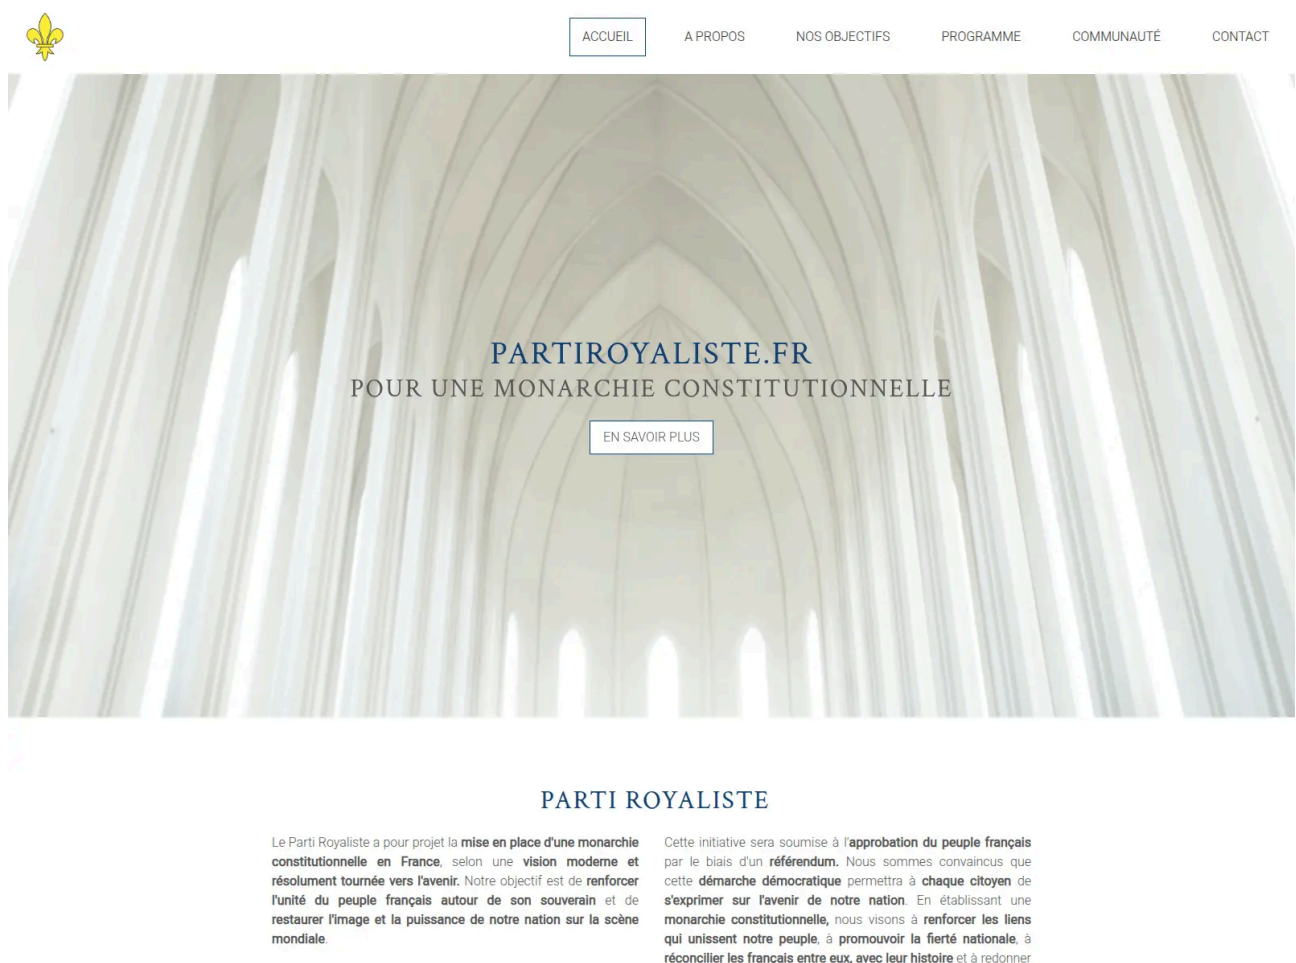 ACCUEIL A PROPOS NOS OBJECTIFS PROGRAMME COMMUNAUTÉ CONTACT
PARTIROYALISTE.FR
POUR UNE MONARCHIE CONSTITUTIONNELLE
EN SAVOIR PLUS
PARTI ROYALISTE
Le Parti Royaliste a pour projet la mise en place d'une monarchie
constitutionnelle en France, selon une vision moderne et
résolument tournée vers l'avenir. Notre objectif est de renforcer
l'unité du peuple français autour de son souverain et de
restaurer l'image et la puissance de notre nation sur la scène
mondiale.
Cette initiative sera soumise à l'approbation du peuple français
par le biais d'un référendum. Nous sommes convaincus que
cette démarche démocratique permettra à chaque citoyen de
s'exprimer sur l'avenir de notre nation. En établissant une
monarchie constitutionnelle, nous visons à renforcer les liens
qui unissent notre peuple, à promouvoir la fierté nationale, à
réconcilier les français entre eux, avec leur histoire et à redonner